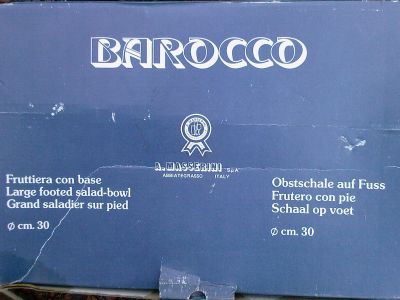 BAROCCO
A. MASSERINI S.p.A
ABBIATEGRASSO ITALY
Fruttiera con base
Large footed salad-bowl
Grand saladier sur pied
ø cm. 30
Obstschale auf Fuss
Frutero con pie
Schaal op voet
ø cm. 30